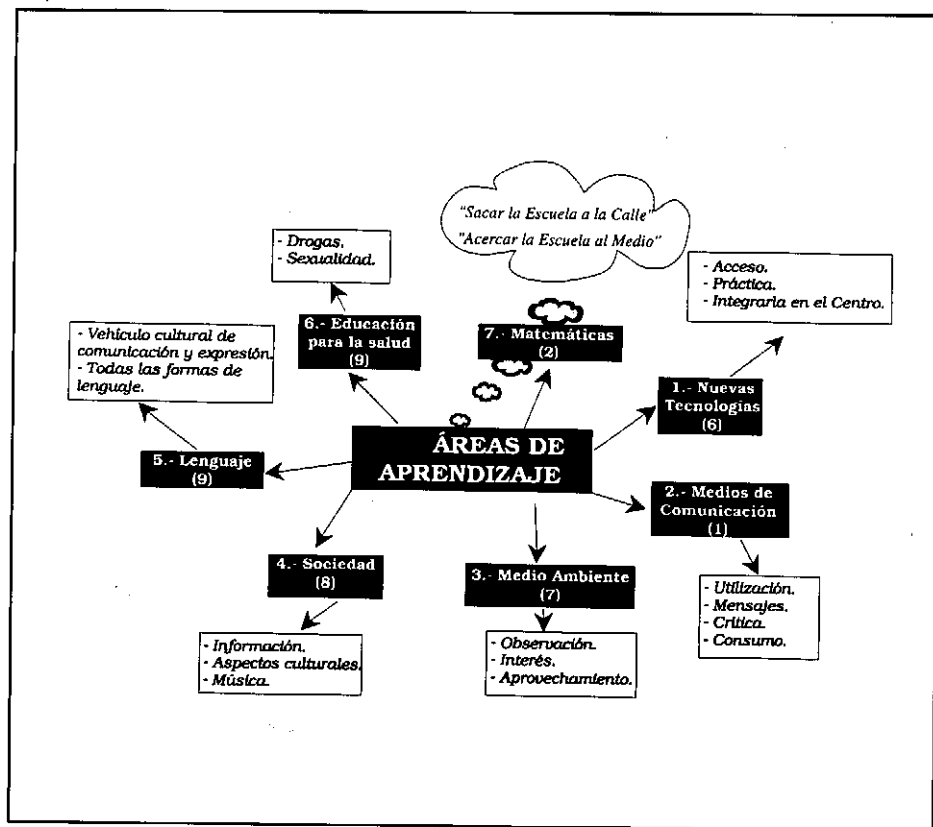 "Sacar la Escuela a la Calle"
"Acercar la Escuela al Medio"
- Drogas.
- Sexualidad.
- Acceso.
- Práctica.
- Integrarla en el Centro.
6.- Educación
para la salud
(9)
7.- Matemáticas
(2)
- Vehículo cultural de
comunicación y expresión.
- Todas las formas de
lenguaje.
1.- Nuevas
Tecnologías
(6)
ÁREAS DE
APRENDIZAJE
5.- Lenguaje
(9)
2.- Medios de
Comunicación
(1)
4.- Sociedad
(8)
3.- Medio Ambiente
(7)
- Utilización.
- Mensajes.
- Crítica.
- Consumo.
- Información.
- Aspectos culturales.
- Música.
- Observación.
- Interés.
- Aprovechamiento.